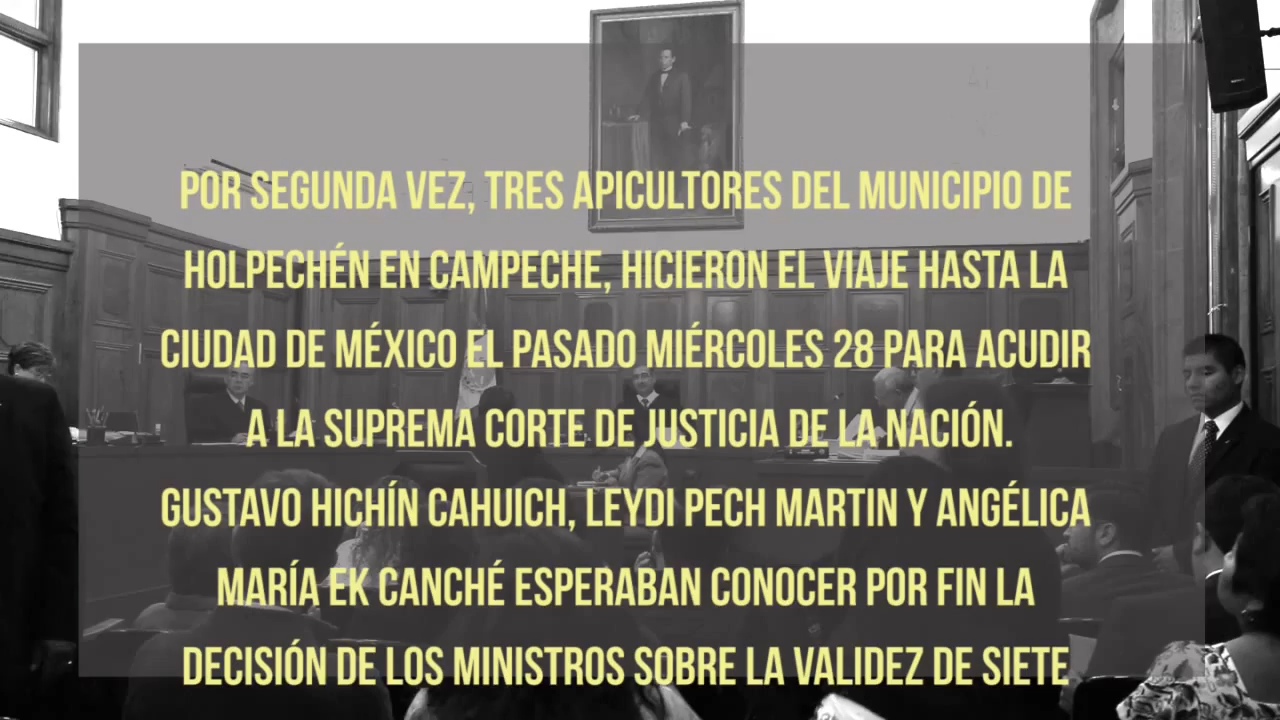 POR SEGUNDA VEZ, TRES APICULTORES DEL MUNICIPIO DE
HOLPECHÉN EN CAMPECHE, HICIERON EL VIAJE HASTA LA
CIUDAD DE MÉXICO EL PASADO MIÉRCOLES 28 PARA ACUDIR
A LA SUPREMA CORTE DE JUSTICIA DE LA NACIÓN.
GUSTAVO HICHÍN CAHUICH, LEYDI PECH MARTIN Y ANGÉLICA
MARÍA EK CANCHÉ ESPERABAN CONOCER POR FIN LA
DECISIÓN DE LOS MINISTROS SOBRE LA VALIDEZ DE SIETE